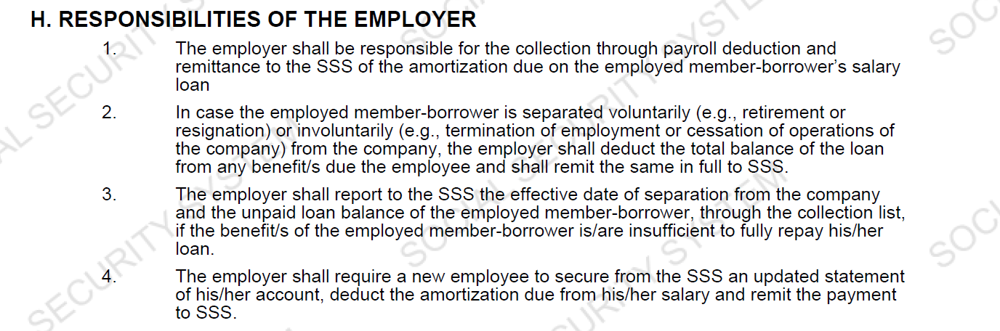 H. RESPONSIBILITIES OF THE EMPLOYER
1. The employer shall be responsible for the collection through payroll deduction and
remittance to the SSS of the amortization due on the employed member-borrower's salary
loan
2. In case the employed member-borrower is separated voluntarily (e.g., retirement or
resignation) or involuntarily (e.g., termination of employment or cessation of operations of
the company) from the company, the employer shall deduct the total balance of the loan
from any benefit/s due the employee and shall remit the same in full to SSS.
3. The employer shall report to the SSS the effective date of separation from the company
and the unpaid loan balance of the employed member-borrower, through the collection list,
if the benefit/s of the employed member-borrower is/are insufficient to fully repay his/her
loan.
4. The employer shall require a new employee to secure from the SSS an updated statement
of his/her account, deduct the amortization due from his/her salary and remit the payment
to SSS.
SOCIAL SECURITY SYSTEM